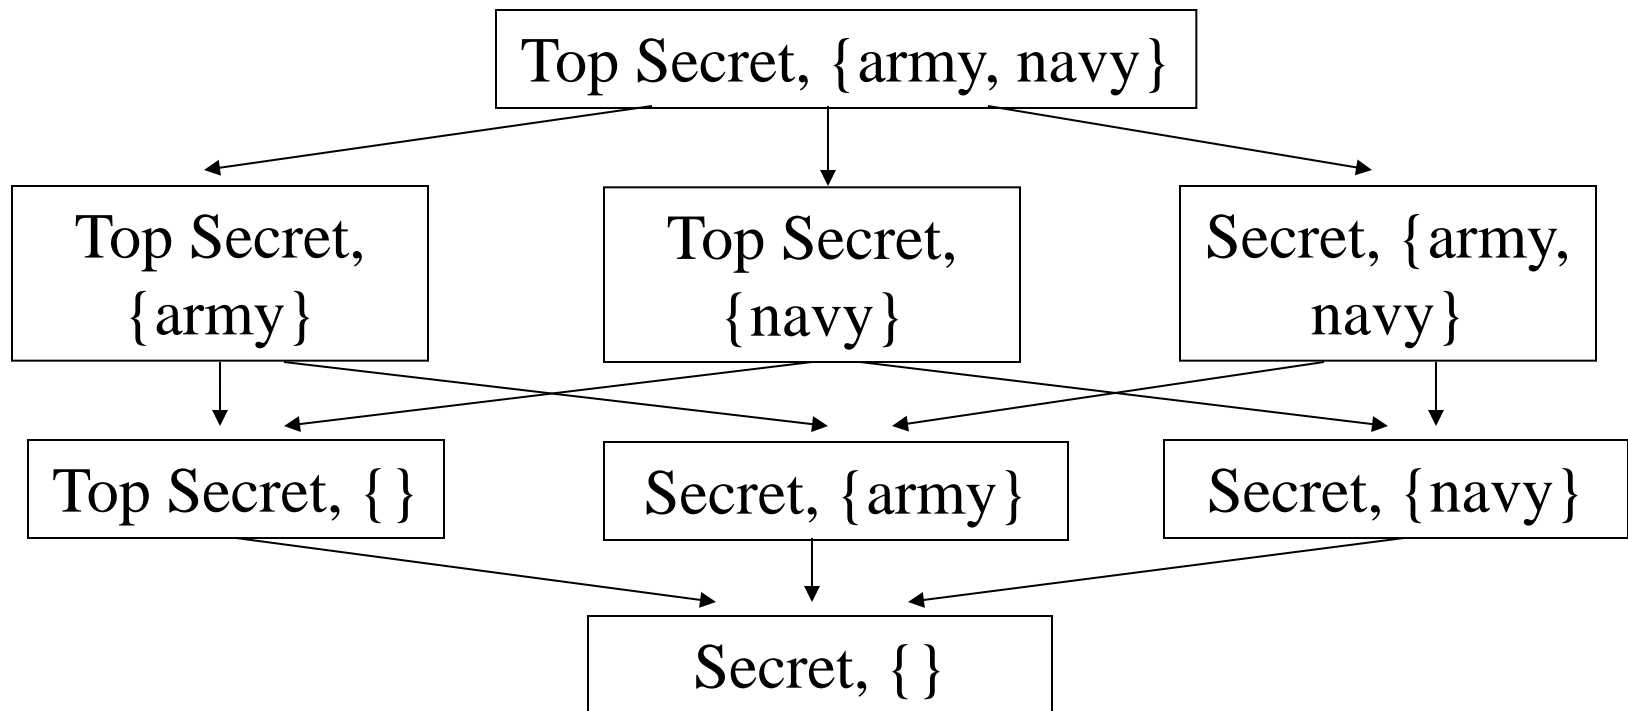 Top Secret, {army, navy}
Top Secret,
{army}
Top Secret,
{navy}
Secret, {army,
navy}
Top Secret, {}
Secret, {army}
Secret, {navy}
Secret, {}